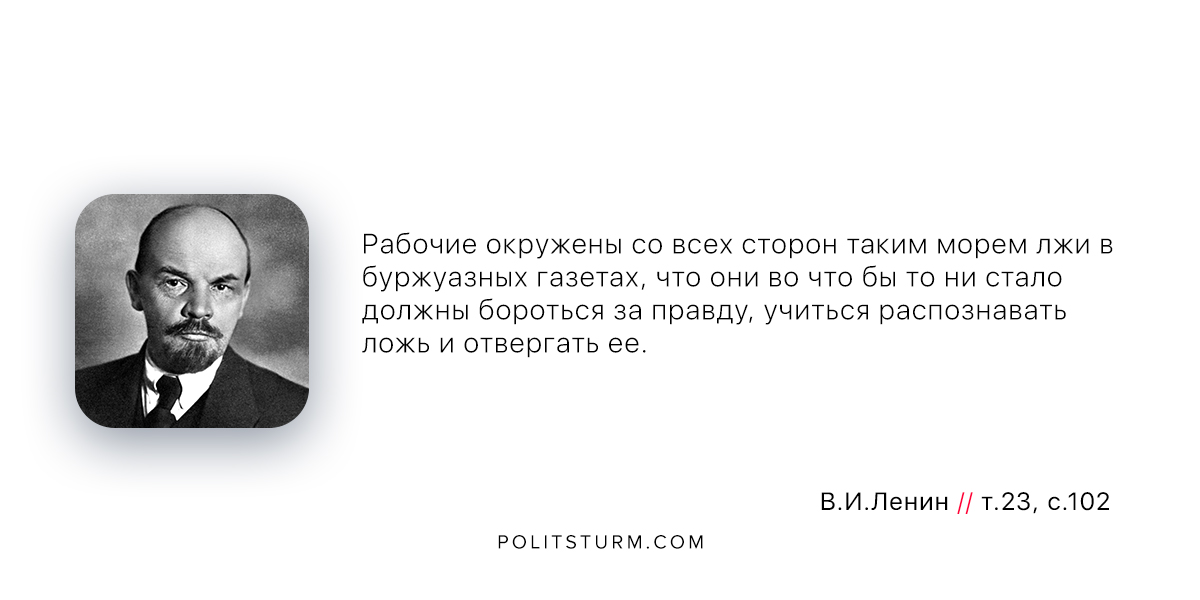 Рабочие окружены со всех сторон таким морем лжи в
буржуазных газетах, что они во что бы то ни стало
должны бороться за правду, учиться распознавать
ложь и отвергать ее.
В.И.Ленин // т.23, с.102
POLITSTURM.COM